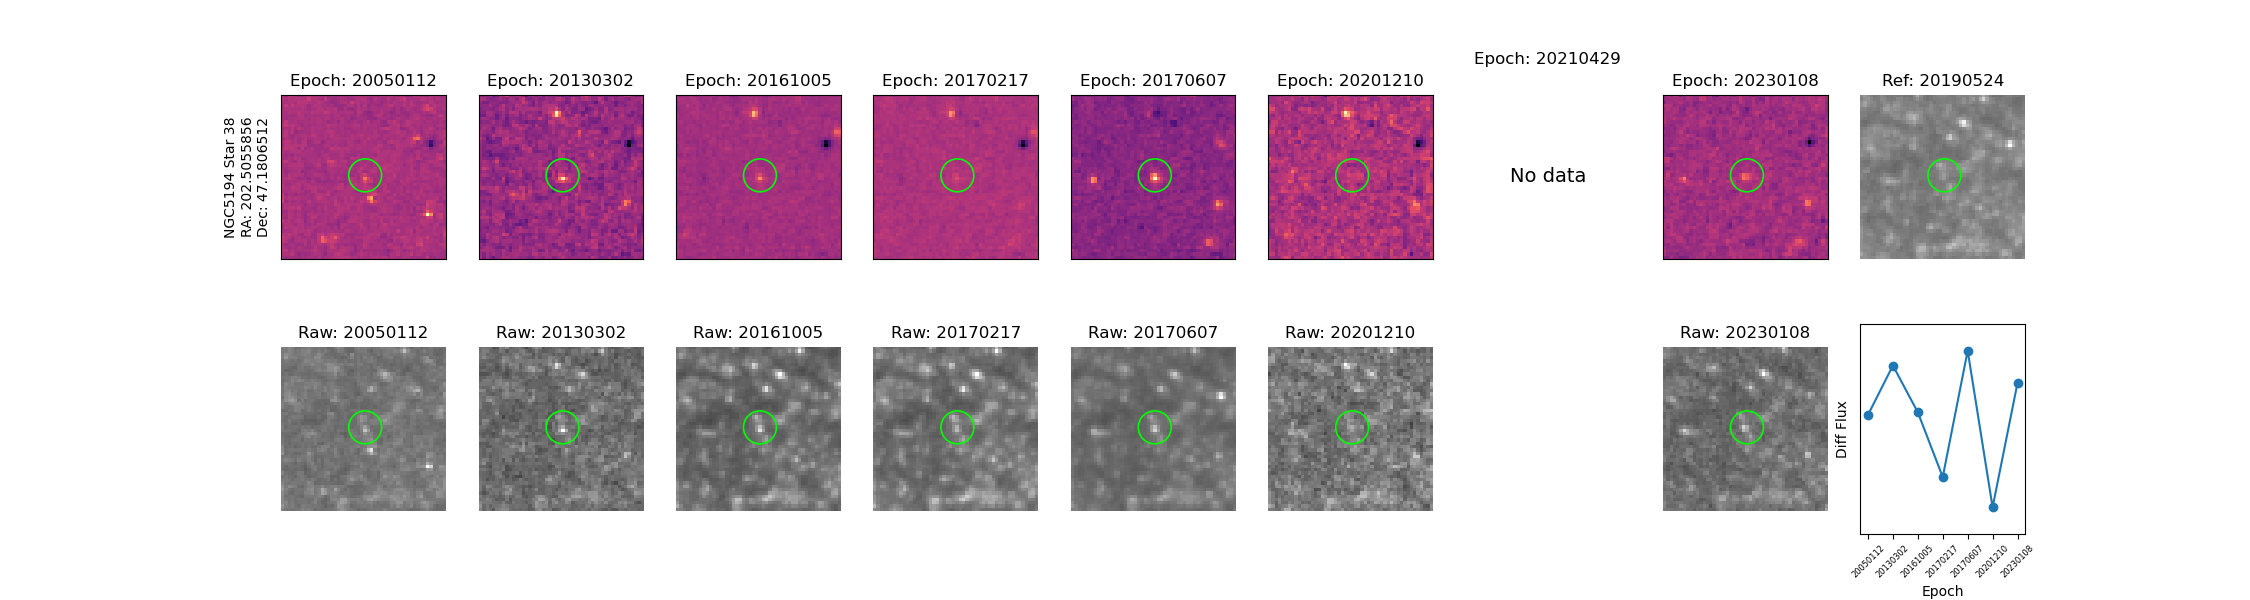 Epoch: 20210429
Epoch: 20050112
Epoch: 20130302
Epoch: 20161005
Epoch: 20170217
Epoch: 20170607
Epoch: 20201210
Epoch: 20230108
Ref: 20190524
NGC5194 Star 38
RA: 202.5055856
Dec: 47.1806512
No data
Raw: 20050112
Raw: 20130302
Raw: 20161005
Raw: 20170217
Raw: 20170607
Raw: 20201210
Raw: 20230108
Diff Flux
20050112
20130302
20161005
20170217
20170607
20201210
20230108
Epoch